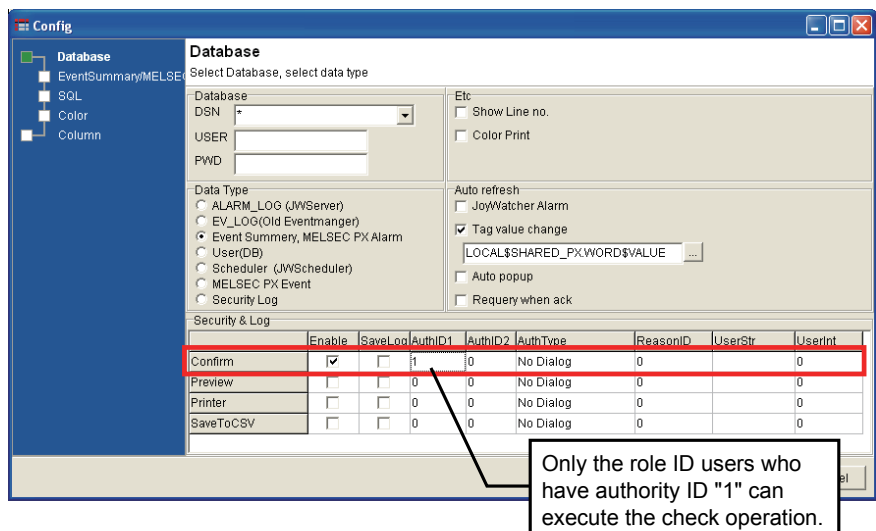 Config
Database
EventSummary/MELSEC
SQL
Color
Column
Database
Select Database, select data type
Database
DSN *
USER
PWD
Etc
Show Line no.
Color Print
Data Type
ALARM_LOG (JWServer)
EV_LOG(Old Eventmanger)
Event Summery, MELSEC PX Alarm
User(DB)
Scheduler (JWScheduler)
MELSEC PX Event
Security Log
Auto refresh
JoyWatcher Alarm
Tag value change
LOCAL$SHARED_PX.WORD$VALUE ...
Auto popup
Requery when ack
Security & Log
Enable SaveLog AuthID1 AuthID2 AuthType ReasonID UserStr UserInt
Confirm 1 0 No Dialog 0 0
Preview 0 0 No Dialog 0 0
Printer 0 0 No Dialog 0 0
SaveToCSV 0 0 No Dialog 0 0
Only the role ID users who
have authority ID "1" can
execute the check operation.
el